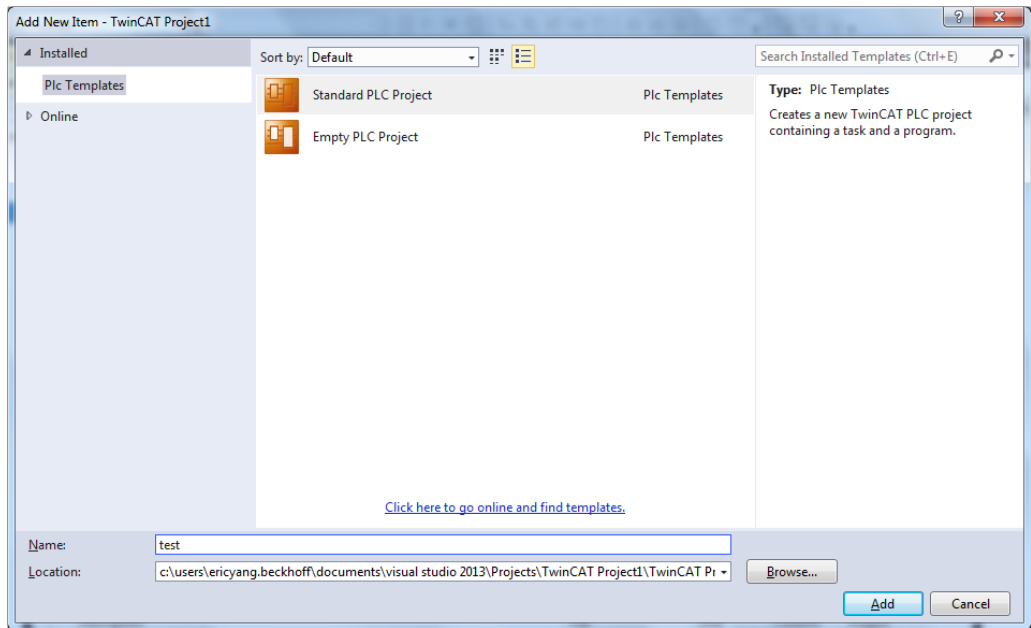 Add New Item - TwinCAT Project1
Installed
Sort by: Default
Search Installed Templates (Ctrl+E)
Plc Templates
Online
Standard PLC Project Plc Templates
Empty PLC Project Plc Templates
Type: Plc Templates
Creates a new TwinCAT PLC project
containing a task and a program.
Click here to go online and find templates.
Name: test
Location: c:\users\ericyang.beckhoff\documents\visual studio 2013\Projects\TwinCAT Project1\TwinCAT
Browse...
Add Cancel